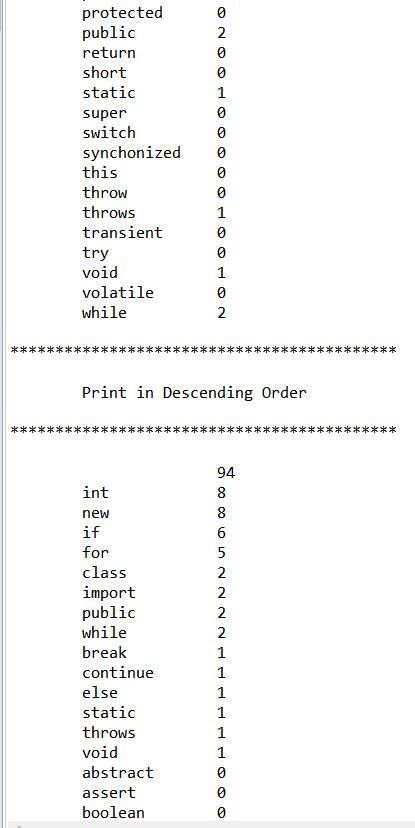 protected 0
public 2
return 0
short 0
static 1
super 0
switch 0
synchonized 0
this 0
throw 0
throws 1
transient 0
try 0
void 1
volatile 0
while 2
*******************************************
Print in Descending Order
*******************************************
94
int 8
new 8
if 6
for 5
class 2
import 2
public 2
while 2
break 1
continue 1
else 1
static 1
throws 1
void 1
abstract 0
assert 0
boolean 0